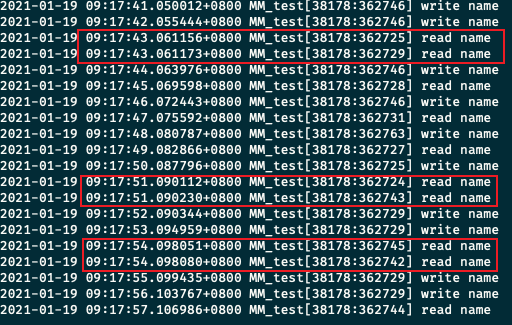 2021-01-19 09:17:41.050012+0800 MM_test[38178:362746] write name
2021-01-19 09:17:42.055444+0800 MM_test[38178:362746] write name
2021-01-19 09:17:43.061156+0800 MM_test[38178:362725] read name
2021-01-19 09:17:43.061173+0800 MM_test[38178:362729] read name
2021-01-19 09:17:44.063976+0800 MM_test[38178:362746] write name
2021-01-19 09:17:45.069598+0800 MM_test[38178:362728] read name
2021-01-19 09:17:46.072443+0800 MM_test[38178:362746] write name
2021-01-19 09:17:47.075592+0800 MM_test[38178:362731] read name
2021-01-19 09:17:48.080787+0800 MM_test[38178:362763] write name
2021-01-19 09:17:49.082866+0800 MM_test[38178:362727] read name
2021-01-19 09:17:50.087796+0800 MM_test[38178:362725] write name
2021-01-19 09:17:51.090112+0800 MM_test[38178:362724] read name
2021-01-19 09:17:51.090230+0800 MM_test[38178:362743] read name
2021-01-19 09:17:52.090344+0800 MM_test[38178:362729] write name
2021-01-19 09:17:53.094959+0800 MM_test[38178:362729] write name
2021-01-19 09:17:54.098051+0800 MM_test[38178:362745] read name
2021-01-19 09:17:54.098080+0800 MM_test[38178:362742] read name
2021-01-19 09:17:55.099435+0800 MM_test[38178:362729] write name
2021-01-19 09:17:56.103767+0800 MM_test[38178:362729] write name
2021-01-19 09:17:57.106986+0800 MM_test[38178:362744] read name